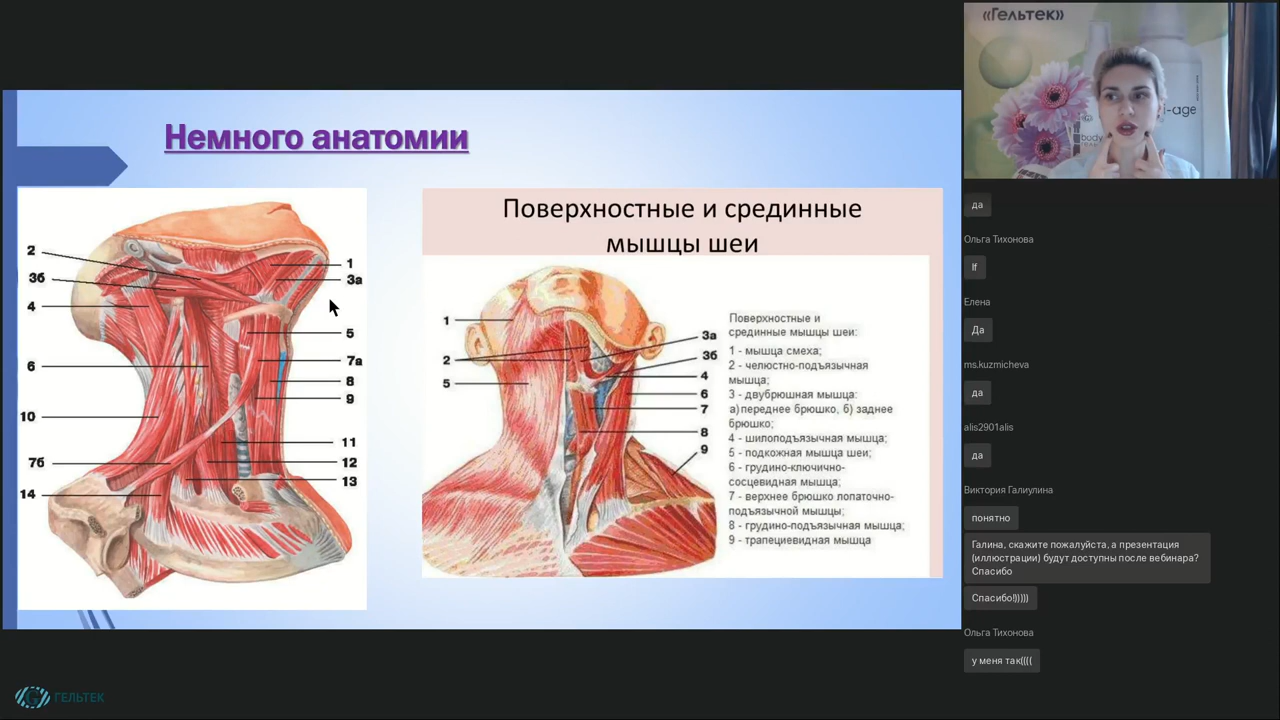 Немного анатомии
2
3б
4
6
10
7б
14
1
3а
5
7а
8
9
11
12
13
Поверхностные и срединные
мышцы шеи
1
2
5
3а
3б
4
6
7
8
9
Поверхностные и
срединные мышцы шеи:
1 - мышца смеха;
2 - челюстно-подъязычная
мышца;
3 - двубрюшная мышца:
а) переднее брюшко, б) заднее
брюшко;
4 - шилоподъязычная мышца;
5 - подкожная мышца шеи;
6 - грудино-ключично-
сосцевидная мышца;
7 - верхнее брюшко лопаточно-
подъязычной мышцы;
8 - грудино-подъязычная мышца;
9 - трапециевидная мышца
ГЕЛЬТЕК
«Гельтек»
i-age
body
да
Ольга Тихонова
lf
Елена
Да
ms.kuzmicheva
да
alis2901alis
да
Виктория Галиулина
понятно
Галина, скажите пожалуйста, а презентация
(иллюстрации) будут доступны после вебинара?
Спасибо
Спасибо!)))))
Ольга Тихонова
у меня так((((